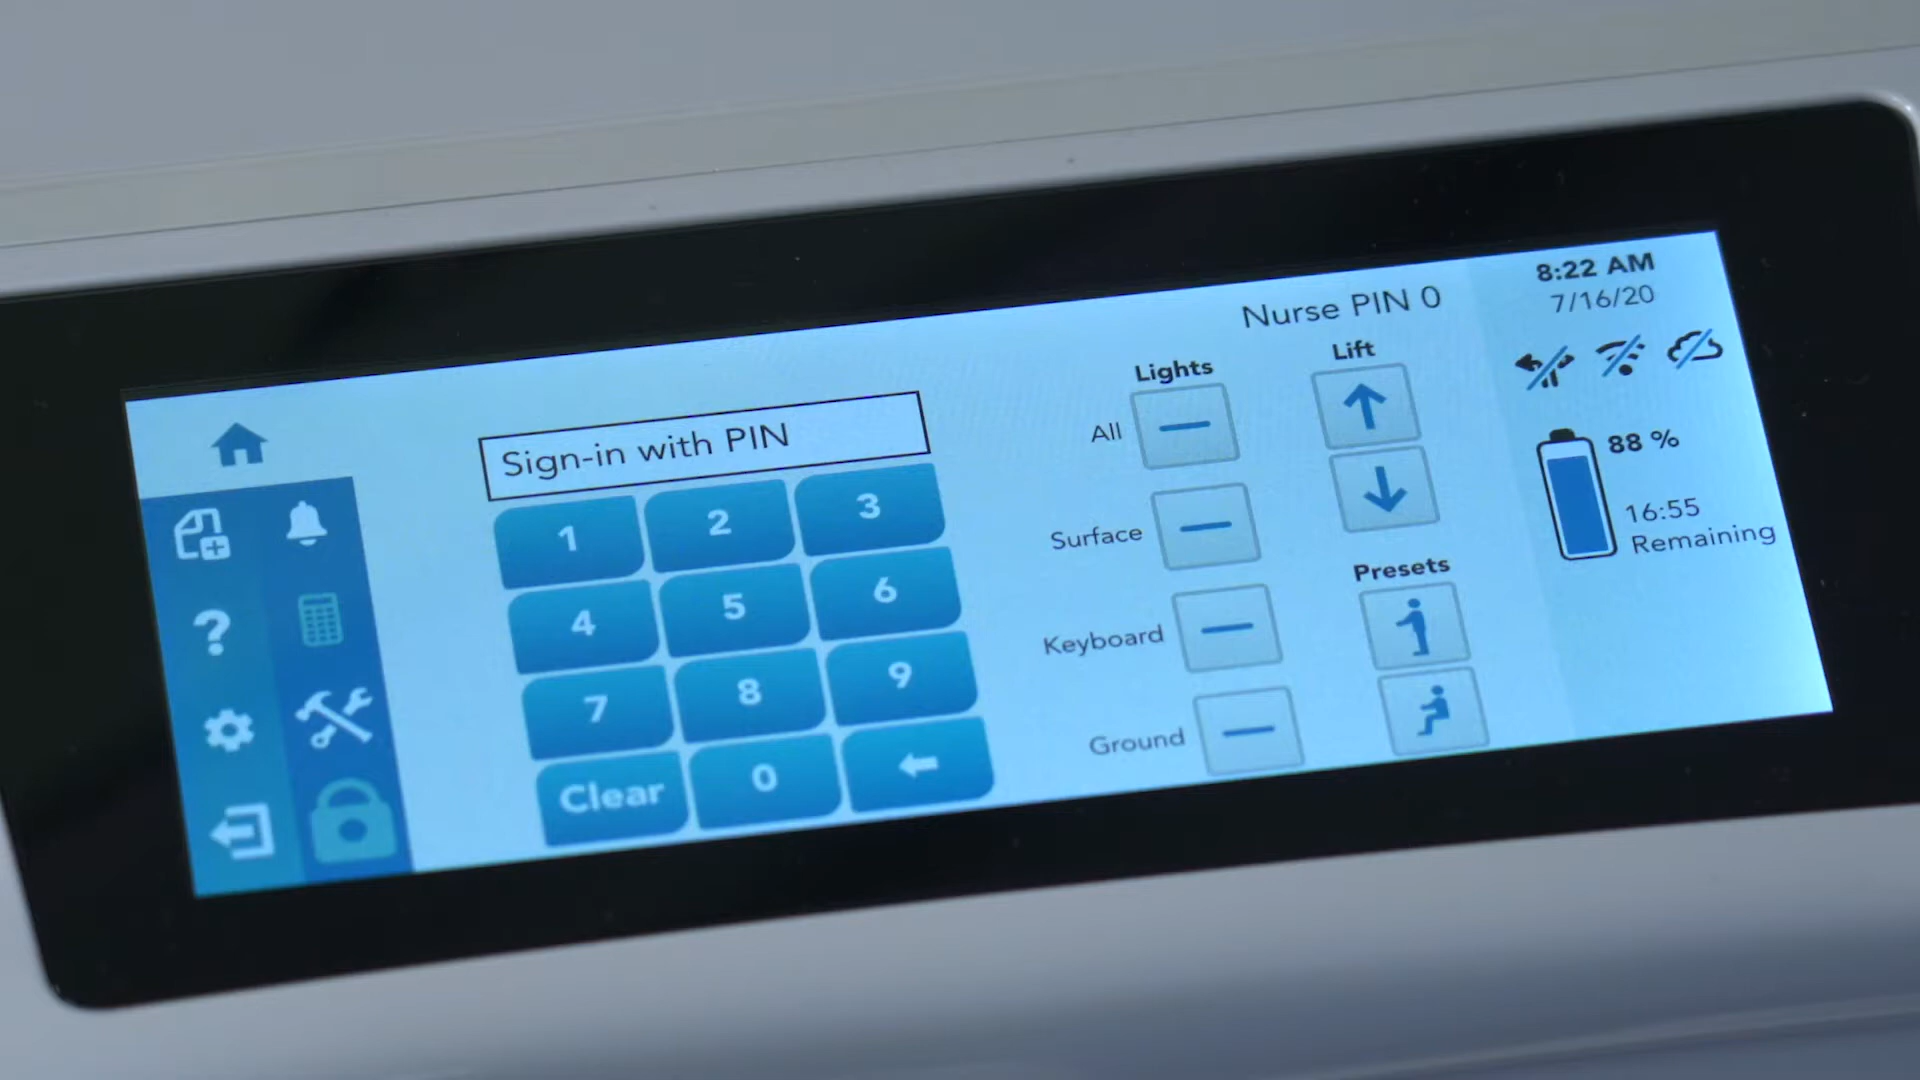 8:22 AM
7/16/20
Nurse PIN 0
Sign-in with PIN
1 2 3
4 5 6
7 8 9
Clear 0
Lights
All
Surface
Keyboard
Ground
Lift
Presets
88 %
16:55
Remaining
?